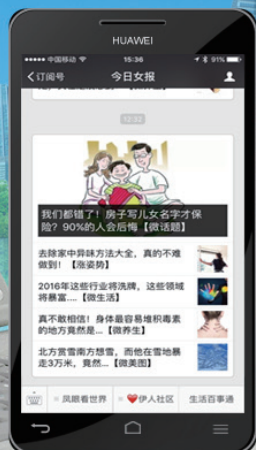 HUAWEI
中国移动 15:36 91%
订阅号 今日女报
12:32
我们都错了！房子写儿女名字才保
险？90%的人会后悔【微话题】
去除家中异味方法大全，真的不难
做到！【涨姿势】
2016年这些行业将洗牌，这些领域
将暴富....【微生活】
真不敢相信！身体最容易堆积毒素
的地方竟然是...【微养生】
北方赏雪南方想雪，而他在雪地暴
走3万米，竟然...【微美图】
凤眼看世界 ❤伊人社区 生活百事通